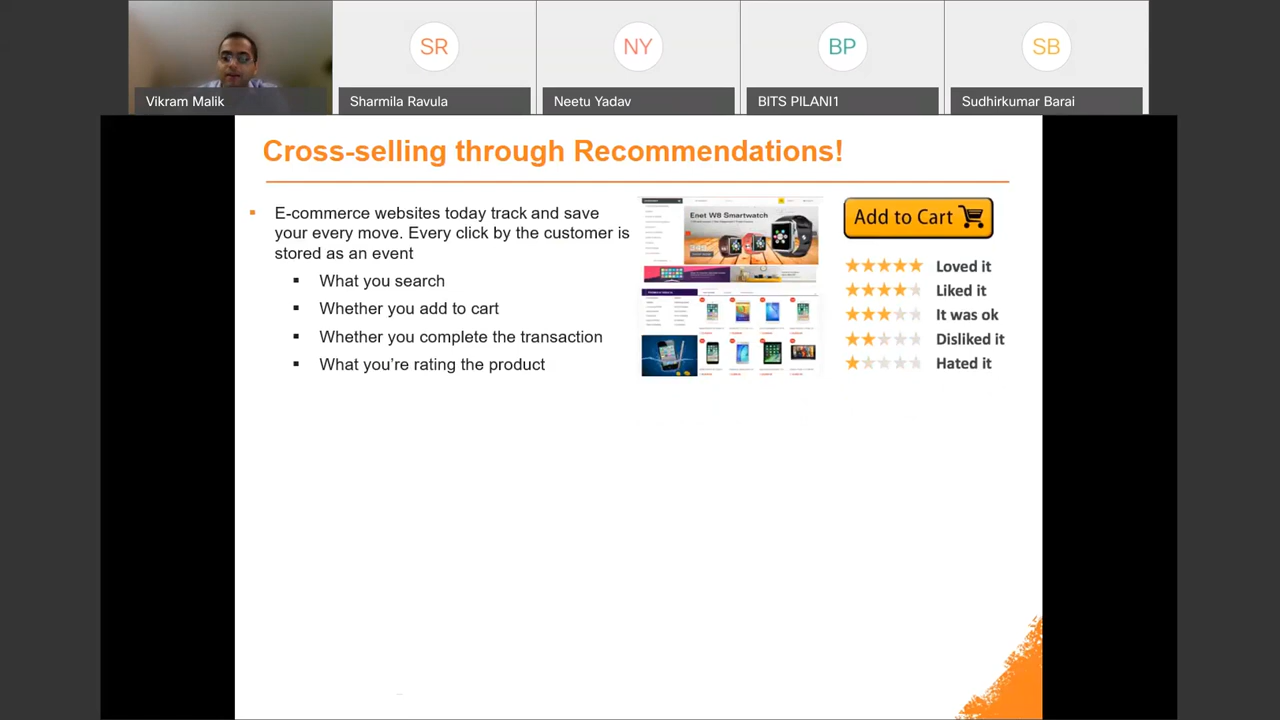 SR
NY
BP
SB
Vikram Malik
Sharmila Ravula
Neetu Yadav
BITS PILANI1
Sudhirkumar Barai
Cross-selling through Recommendations!
▪ E-commerce websites today track and save
your every move. Every click by the customer is
stored as an event
▪ What you search
▪ Whether you add to cart
▪ Whether you complete the transaction
▪ What you’re rating the product
Enet W8 Smartwatch
Add to Cart
Loved it
Liked it
It was ok
Disliked it
Hated it